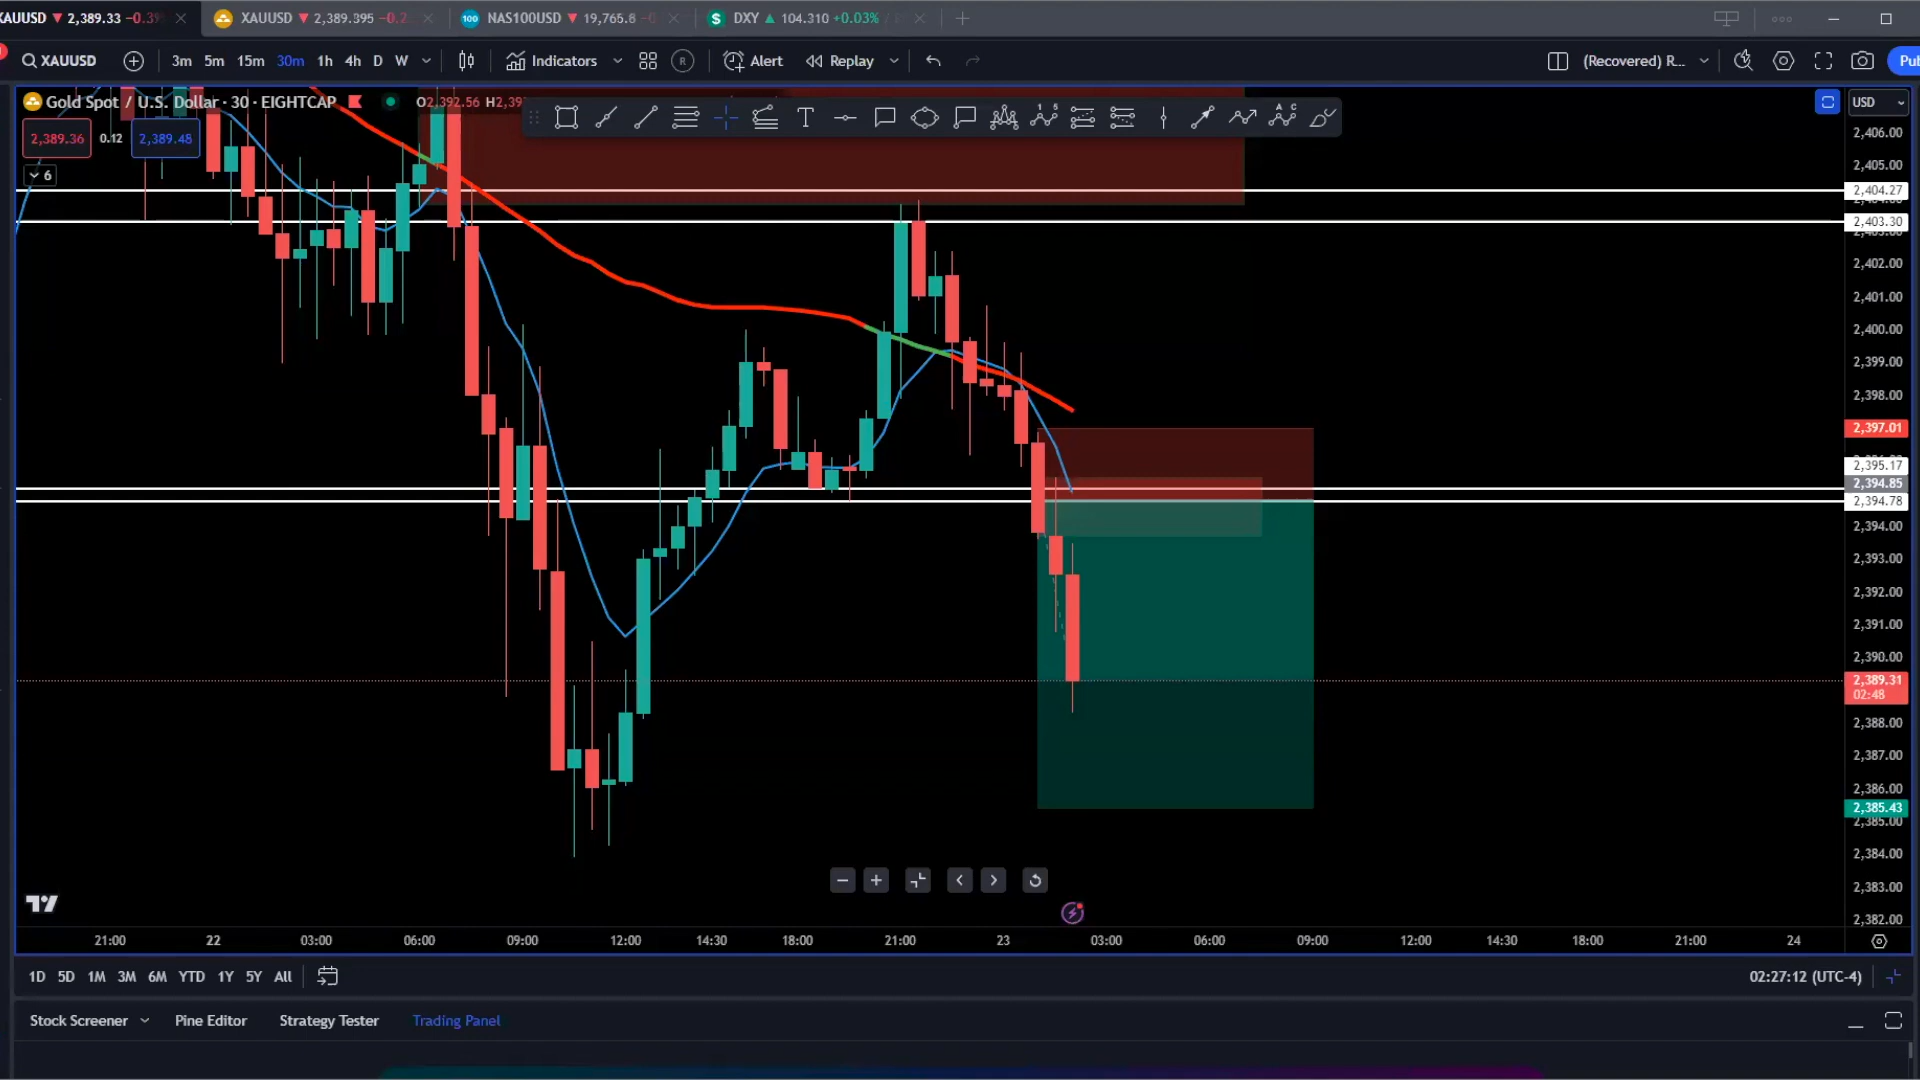 XAUUSD 2,389.33 −0.39
XAUUSD 2,389.395 −0.2
100 NAS100USD 19,765.8 −0
$ DXY 104.310 +0.03%
XAUUSD 3m 5m 15m 30m 1h 4h D W Indicators R Alert Replay (Recovered) R... Pub
Gold Spot / U.S. Dollar · 30 · EIGHTCAP O2,392.56 H2,39
USD
2,389.36 0.12 2,389.48
6
2,406.00
2,405.00
2,404.27
2,403.30
2,402.00
2,401.00
2,400.00
2,399.00
2,398.00
2,397.01
2,395.17
2,394.85
2,394.78
2,394.00
2,393.00
2,392.00
2,391.00
2,390.00
2,389.31
02:48
2,388.00
2,387.00
2,386.00
2,385.43
2,385.00
2,384.00
2,383.00
2,382.00
21:00 22 03:00 06:00 09:00 12:00 14:30 18:00 21:00 23 03:00 06:00 09:00 12:00 14:30 18:00 21:00 24
1D 5D 1M 3M 6M YTD 1Y 5Y All 02:27:12 (UTC-4)
Stock Screener Pine Editor Strategy Tester Trading Panel